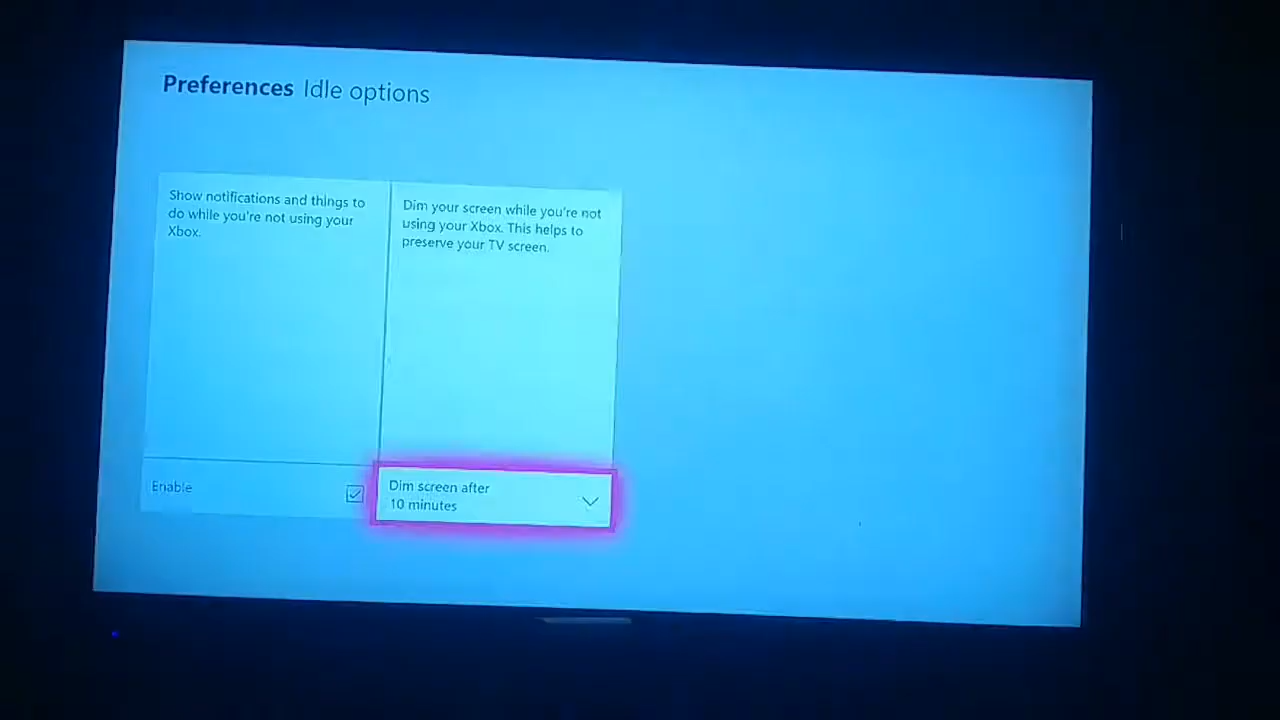 Preferences Idle options
Show notifications and things to
do while you're not using your
Xbox.
Dim your screen while you're not
using your Xbox. This helps to
preserve your TV screen.
Enable
Dim screen after
10 minutes